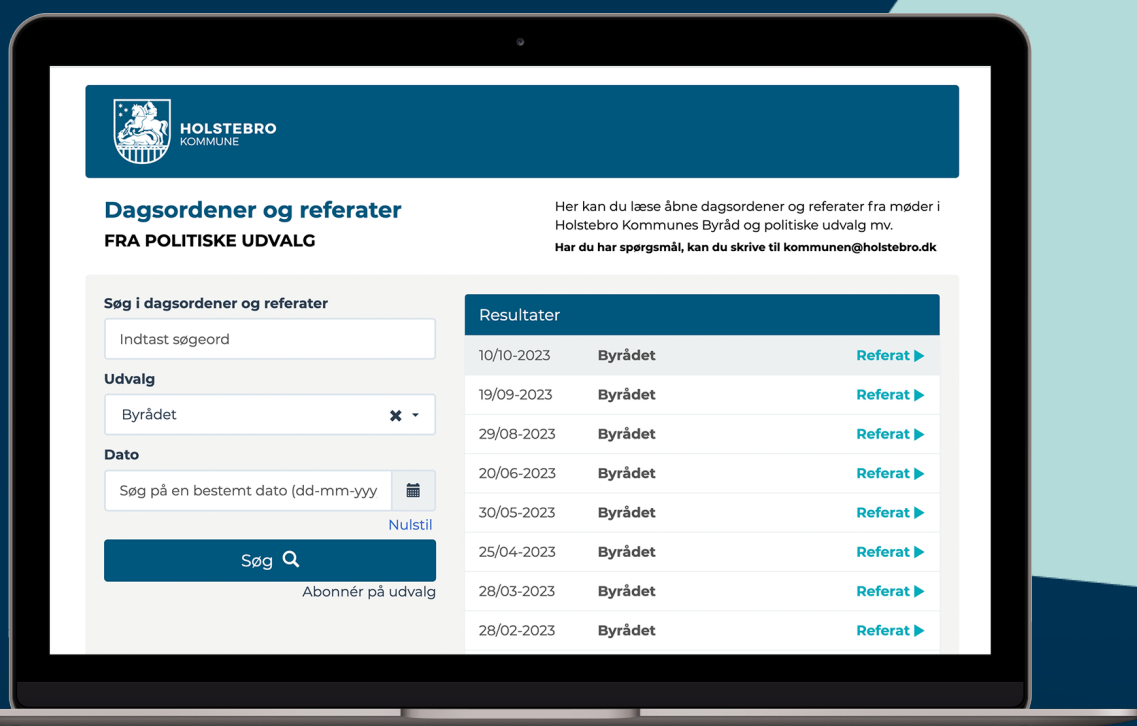 HOLSTEBRO
KOMMUNE
Dagsordener og referater
FRA POLITISKE UDVALG
Her kan du læse åbne dagsordener og referater fra møder i
Holstebro Kommunes Byråd og politiske udvalg mv.
Har du har spørgsmål, kan du skrive til kommunen@holstebro.dk
Søg i dagsordener og referater
Indtast søgeord
Udvalg
Byrådet
Dato
Søg på en bestemt dato (dd-mm-yyy
Nulstil
Søg
Abonnér på udvalg
Resultater
10/10-2023 Byrådet Referat
19/09-2023 Byrådet Referat
29/08-2023 Byrådet Referat
20/06-2023 Byrådet Referat
30/05-2023 Byrådet Referat
25/04-2023 Byrådet Referat
28/03-2023 Byrådet Referat
28/02-2023 Byrådet Referat